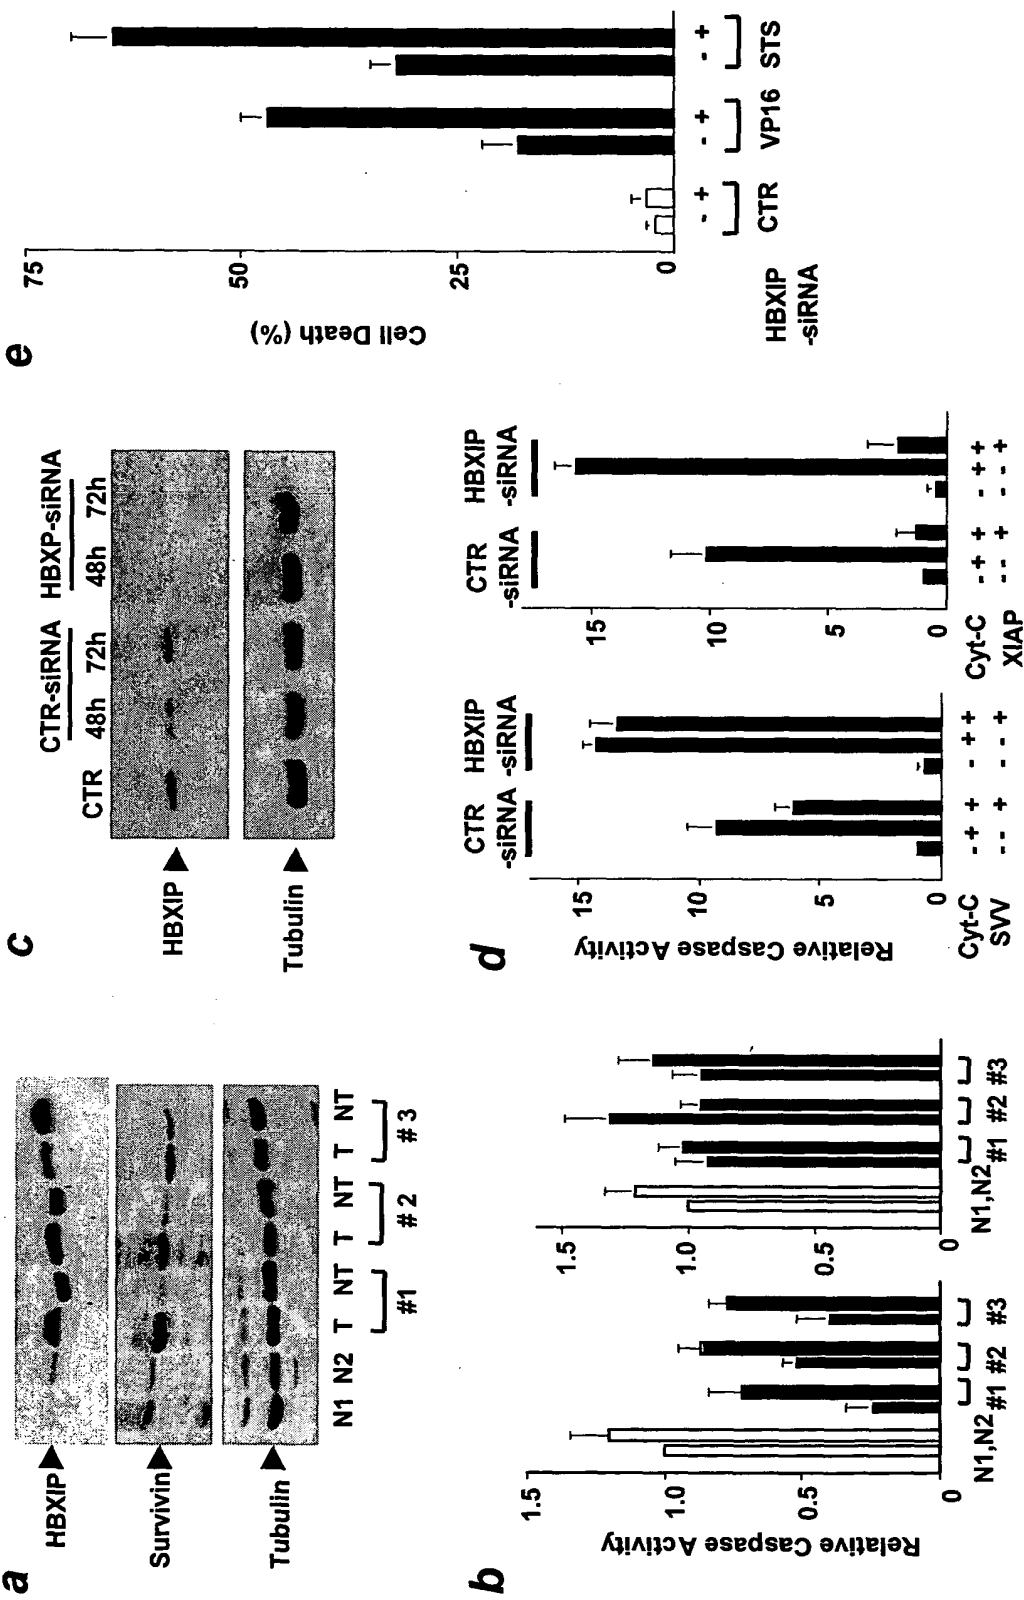 a
HBXIP
Survivin
Tubulin
N1 N2 T NT T NT T NT
#1 #2 #3
b
Relative Caspase Activity
1.5
1.0
0.5
0
N1,N2 #1 #2 #3
1.5
1.0
0.5
0
N1,N2 #1 #2 #3
c
CTR-siRNA HBXP-siRNA
CTR 48h 72h 48h 72h
HBXIP
Tubulin
d
Relative Caspase Activity
CTR
-siRNA
HBXIP
-siRNA
15
10
5
0
Cyt-C - + + - + +
SVV - - + - - +
CTR
-siRNA
HBXIP
-siRNA
15
10
5
0
Cyt-C - + + - + +
XIAP - - + - - +
e
Cell Death (%)
75
50
25
0
HBXIP
-siRNA
- + - + - +
CTR VP16 STS